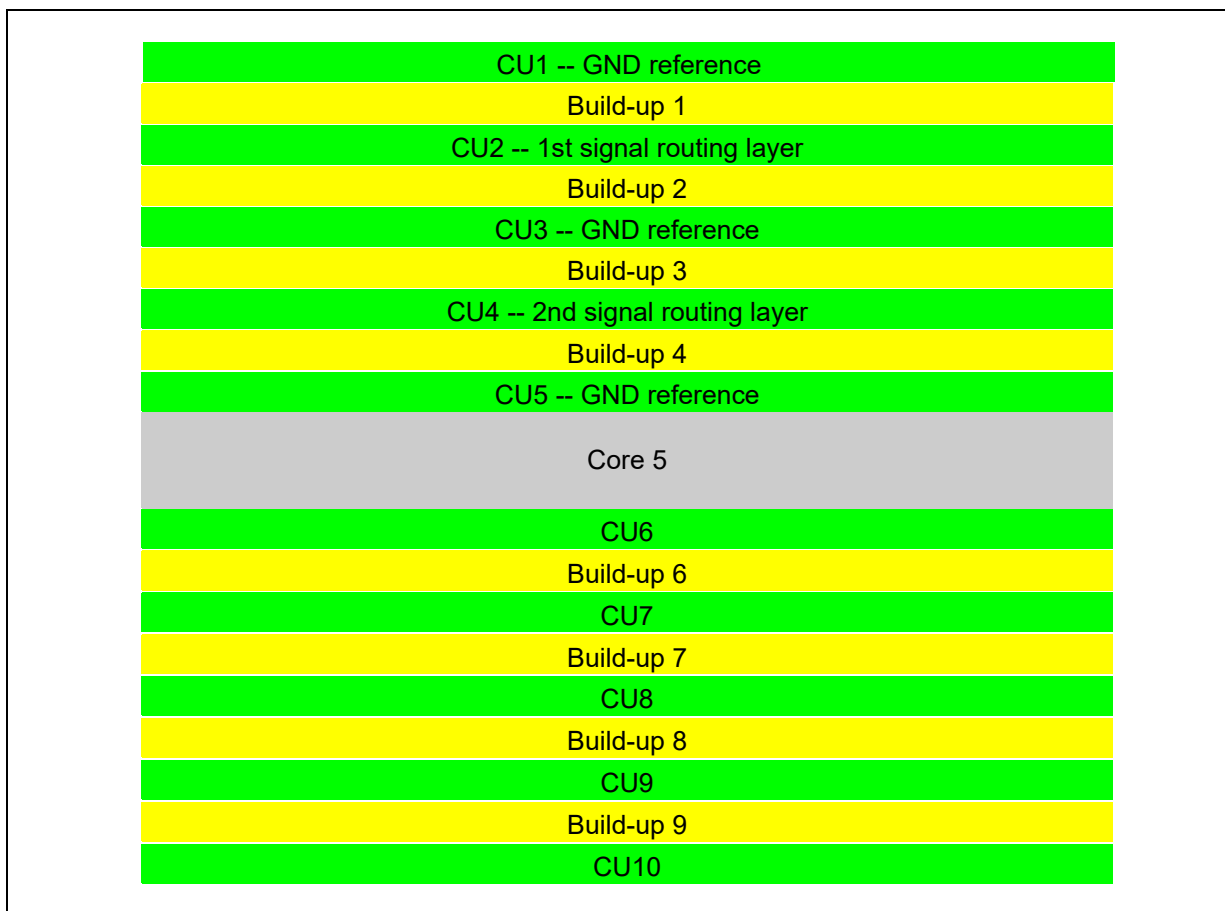 CU1 -- GND reference
Build-up 1
CU2 -- 1st signal routing layer
Build-up 2
CU3 -- GND reference
Build-up 3
CU4 -- 2nd signal routing layer
Build-up 4
CU5 -- GND reference
Core 5
CU6
Build-up 6
CU7
Build-up 7
CU8
Build-up 8
CU9
Build-up 9
CU10